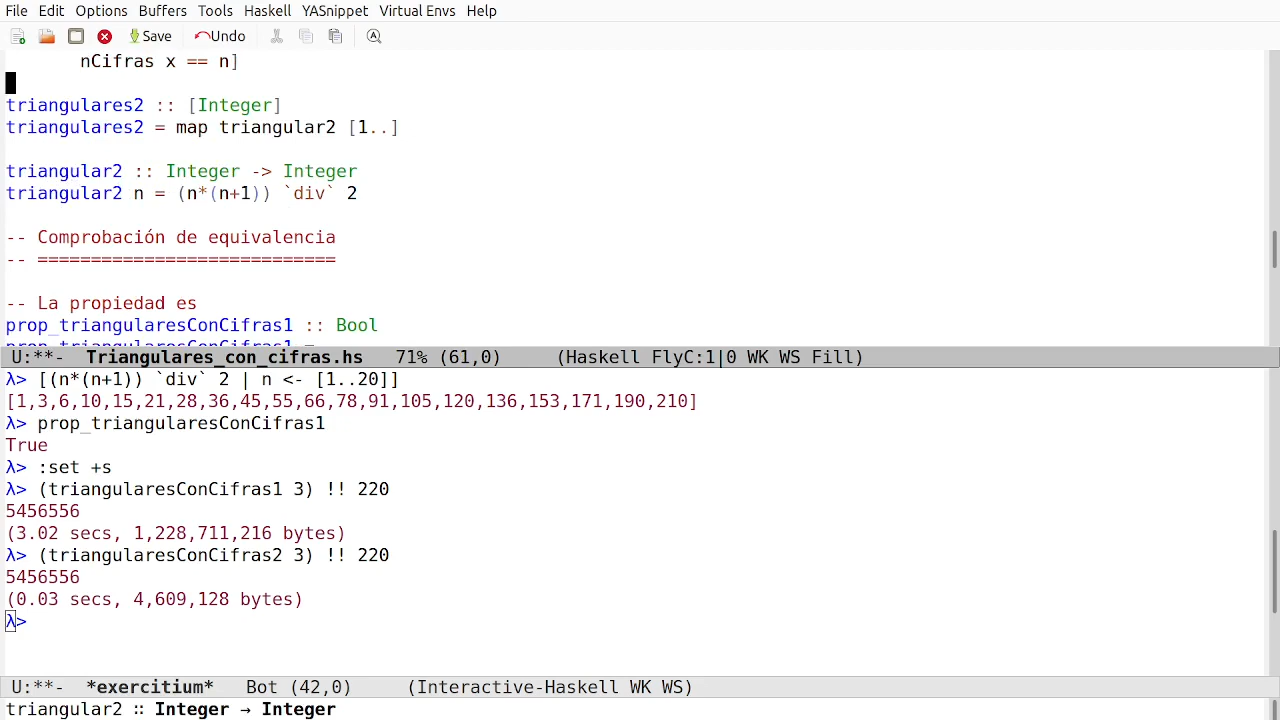 File Edit Options Buffers Tools Haskell YASnippet Virtual Envs Help
Save Undo
nCifras x == n]
triangulares2 :: [Integer]
triangulares2 = map triangular2 [1..]
triangular2 :: Integer -> Integer
triangular2 n = (n*(n+1)) `div` 2
-- Comprobación de equivalencia
-- ============================
-- La propiedad es
prop_triangularesConCifras1 :: Bool
prop_triangularesConCifras1 =
U:**- Triangulares_con_cifras.hs 71% (61,0) (Haskell FlyC:1|0 WK WS Fill)
λ> [(n*(n+1)) `div` 2 | n <- [1..20]]
[1,3,6,10,15,21,28,36,45,55,66,78,91,105,120,136,153,171,190,210]
λ> prop_triangularesConCifras1
True
λ> :set +s
λ> (triangularesConCifras1 3) !! 220
5456556
(3.02 secs, 1,228,711,216 bytes)
λ> (triangularesConCifras2 3) !! 220
5456556
(0.03 secs, 4,609,128 bytes)
λ>
U:**- *exercitium* Bot (42,0) (Interactive-Haskell WK WS)
triangular2 ∷ Integer → Integer